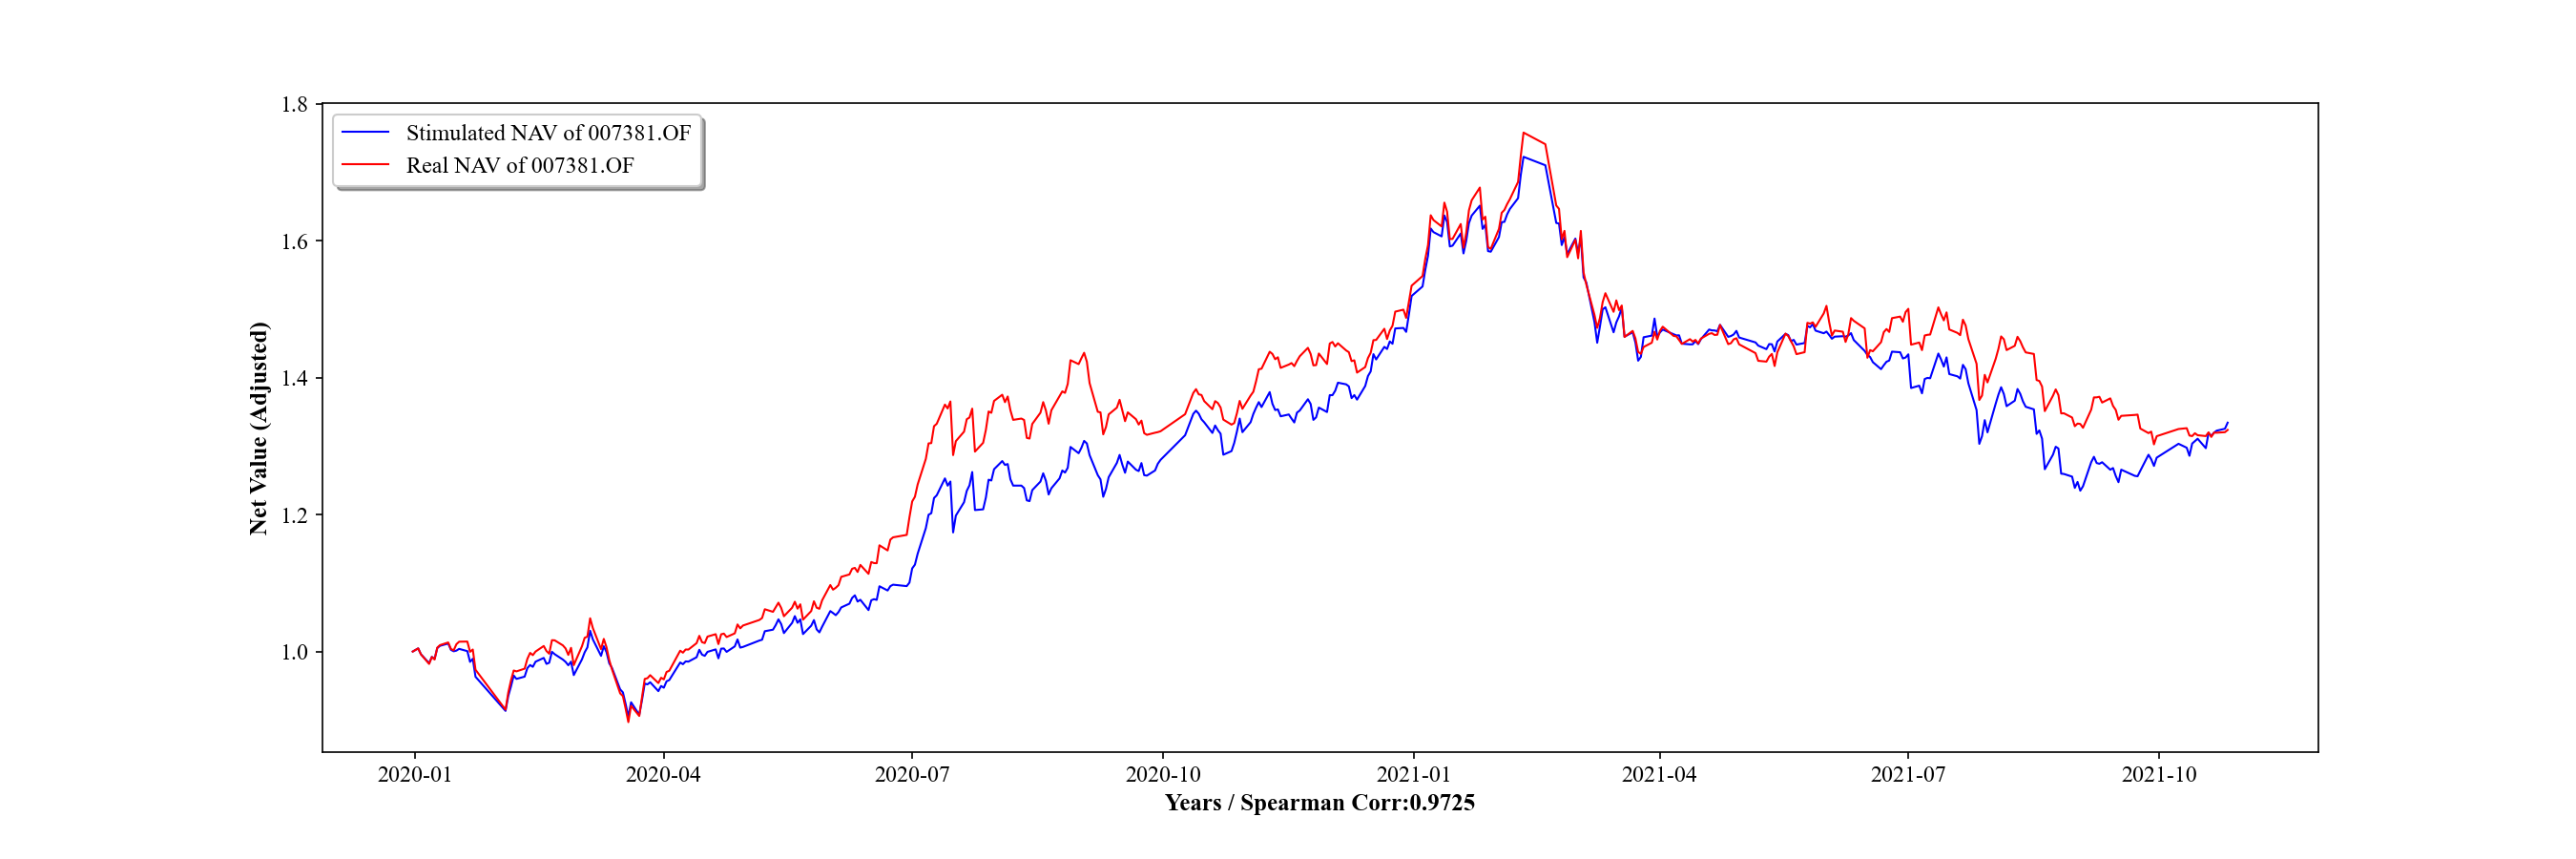 1.8
1.6
1.4
1.2
1.0
Net Value (Adjusted)
Stimulated NAV of 007381.OF
Real NAV of 007381.OF
2020-01 2020-04 2020-07 2020-10 2021-01 2021-04 2021-07 2021-10
Years / Spearman Corr:0.9725